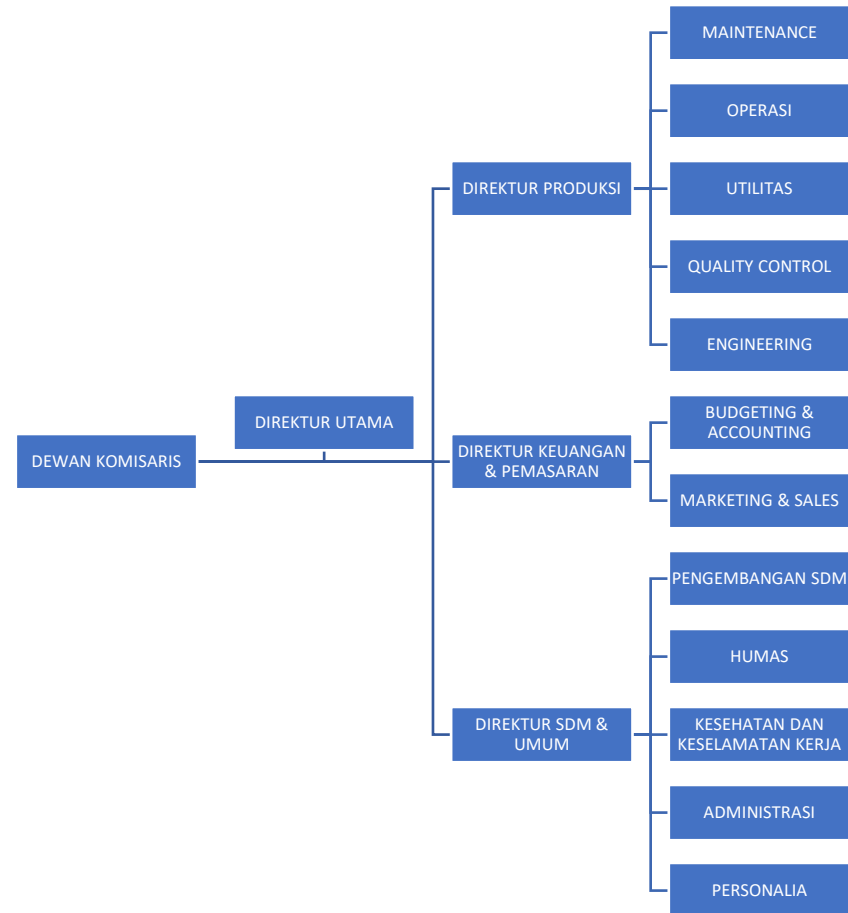 DEWAN KOMISARIS
DIREKTUR UTAMA
DIREKTUR PRODUKSI
MAINTENANCE
OPERASI
UTILITAS
QUALITY CONTROL
ENGINEERING
DIREKTUR KEUANGAN
& PEMASARAN
BUDGETING &
ACCOUNTING
MARKETING & SALES
DIREKTUR SDM &
UMUM
PENGEMBANGAN SDM
HUMAS
KESEHATAN DAN
KESELAMATAN KERJA
ADMINISTRASI
PERSONALIA